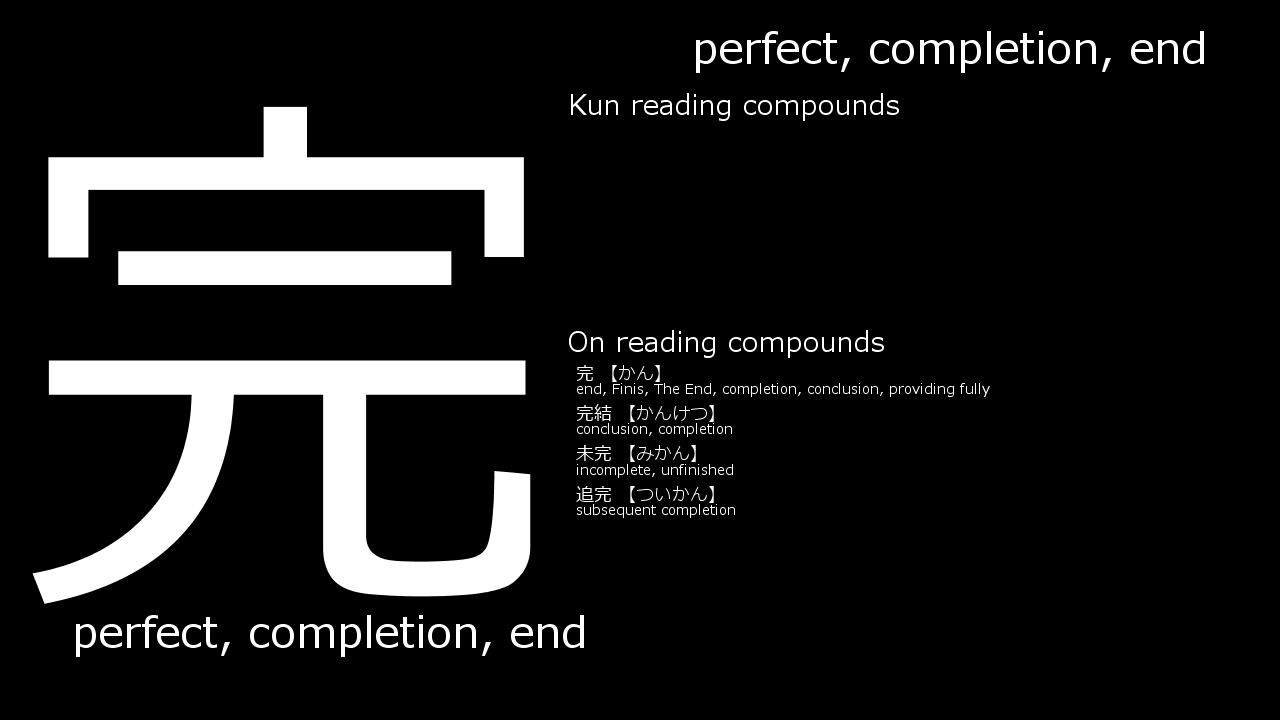 perfect, completion, end
Kun reading compounds
完
On reading compounds
完 【かん】
end, Finis, The End, completion, conclusion, providing fully
完結 【かんけつ】
conclusion, completion
未完 【みかん】
incomplete, unfinished
追完 【ついかん】
subsequent completion
perfect, completion, end